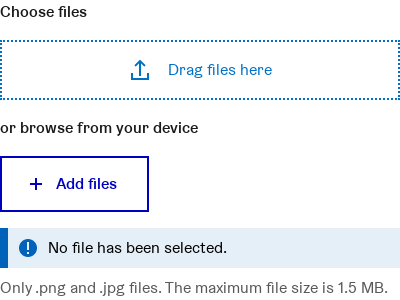 Choose files
Drag files here
or browse from your device
Add files
No file has been selected.
Only .png and .jpg files. The maximum file size is 1.5 MB.